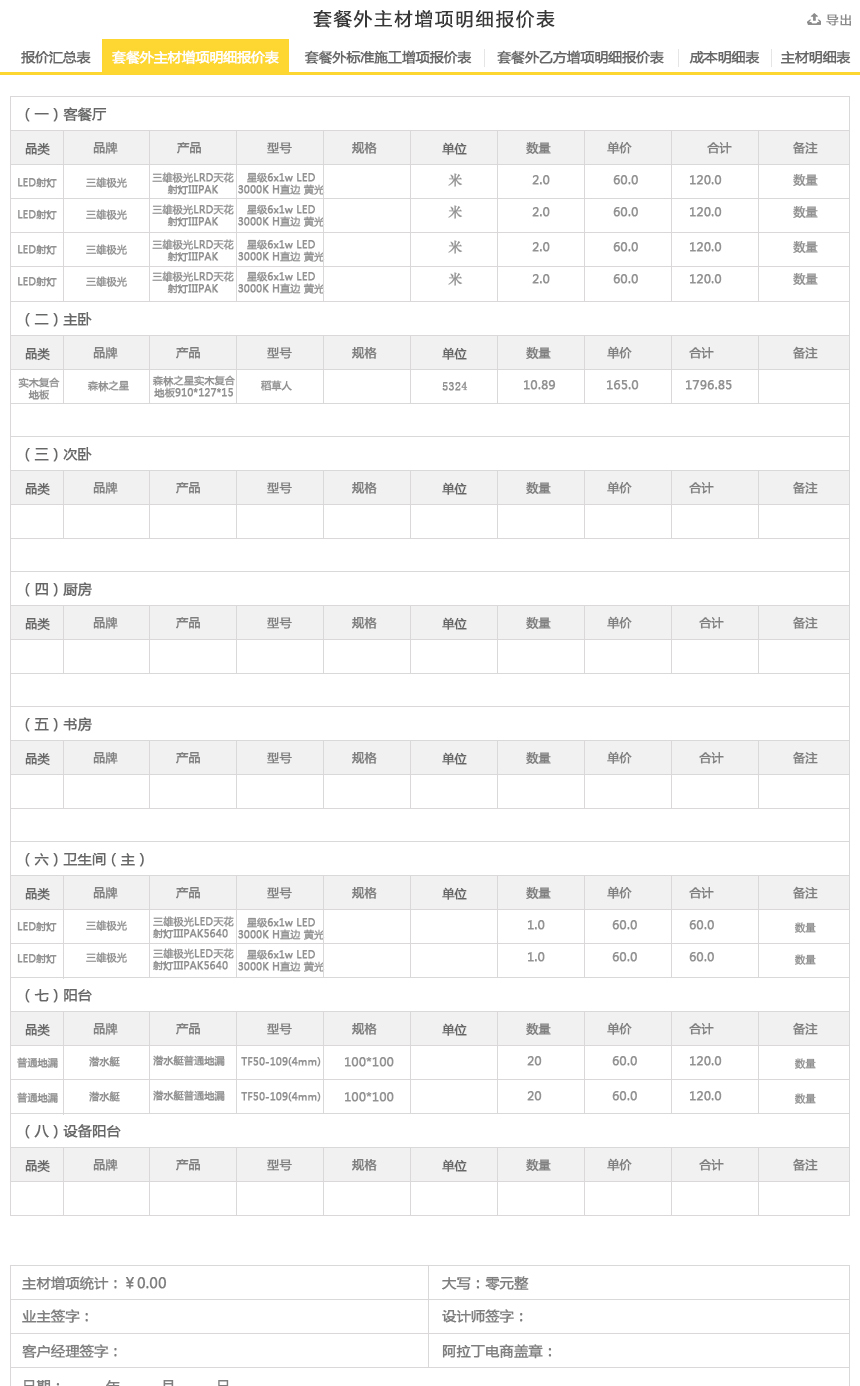 套餐外主材增项明细报价表 导出
报价汇总表 套餐外主材增项明细报价表 套餐外标准施工增项报价表 套餐外乙方增项明细报价表 成本明细表 主材明细表
（一）客餐厅
品类 品牌 产品 型号 规格 单位 数量 单价 合计 备注
LED射灯 三雄极光 三雄极光LRD天花射灯IIIPAK 星级6x1w LED 3000K H直边 黄光 米 2.0 60.0 120.0 数量
LED射灯 三雄极光 三雄极光LRD天花射灯IIIPAK 星级6x1w LED 3000K H直边 黄光 米 2.0 60.0 120.0 数量
LED射灯 三雄极光 三雄极光LRD天花射灯IIIPAK 星级6x1w LED 3000K H直边 黄光 米 2.0 60.0 120.0 数量
LED射灯 三雄极光 三雄极光LRD天花射灯IIIPAK 星级6x1w LED 3000K H直边 黄光 米 2.0 60.0 120.0 数量
（二）主卧
品类 品牌 产品 型号 规格 单位 数量 单价 合计 备注
实木复合地板 森林之星 森林之星实木复合地板910*127*15 稻草人 5324 10.89 165.0 1796.85
（三）次卧
品类 品牌 产品 型号 规格 单位 数量 单价 合计 备注
（四）厨房
品类 品牌 产品 型号 规格 单位 数量 单价 合计 备注
（五）书房
品类 品牌 产品 型号 规格 单位 数量 单价 合计 备注
（六）卫生间（主）
品类 品牌 产品 型号 规格 单位 数量 单价 合计 备注
LED射灯 三雄极光 三雄极光LED天花射灯IIIPAK5640 星级6x1w LED 3000K H直边 黄光 1.0 60.0 60.0 数量
LED射灯 三雄极光 三雄极光LED天花射灯IIIPAK5640 星级6x1w LED 3000K H直边 黄光 1.0 60.0 60.0 数量
（七）阳台
品类 品牌 产品 型号 规格 单位 数量 单价 合计 备注
普通地漏 潜水艇 潜水艇普通地漏 TF50-109(4mm) 100*100 20 60.0 120.0 数量
普通地漏 潜水艇 潜水艇普通地漏 TF50-109(4mm) 100*100 20 60.0 120.0 数量
（八）设备阳台
品类 品牌 产品 型号 规格 单位 数量 单价 合计 备注
主材增项统计：￥0.00 大写：零元整
业主签字： 设计师签字：
客户经理签字： 阿拉丁电商盖章：
日期： 年 月 日